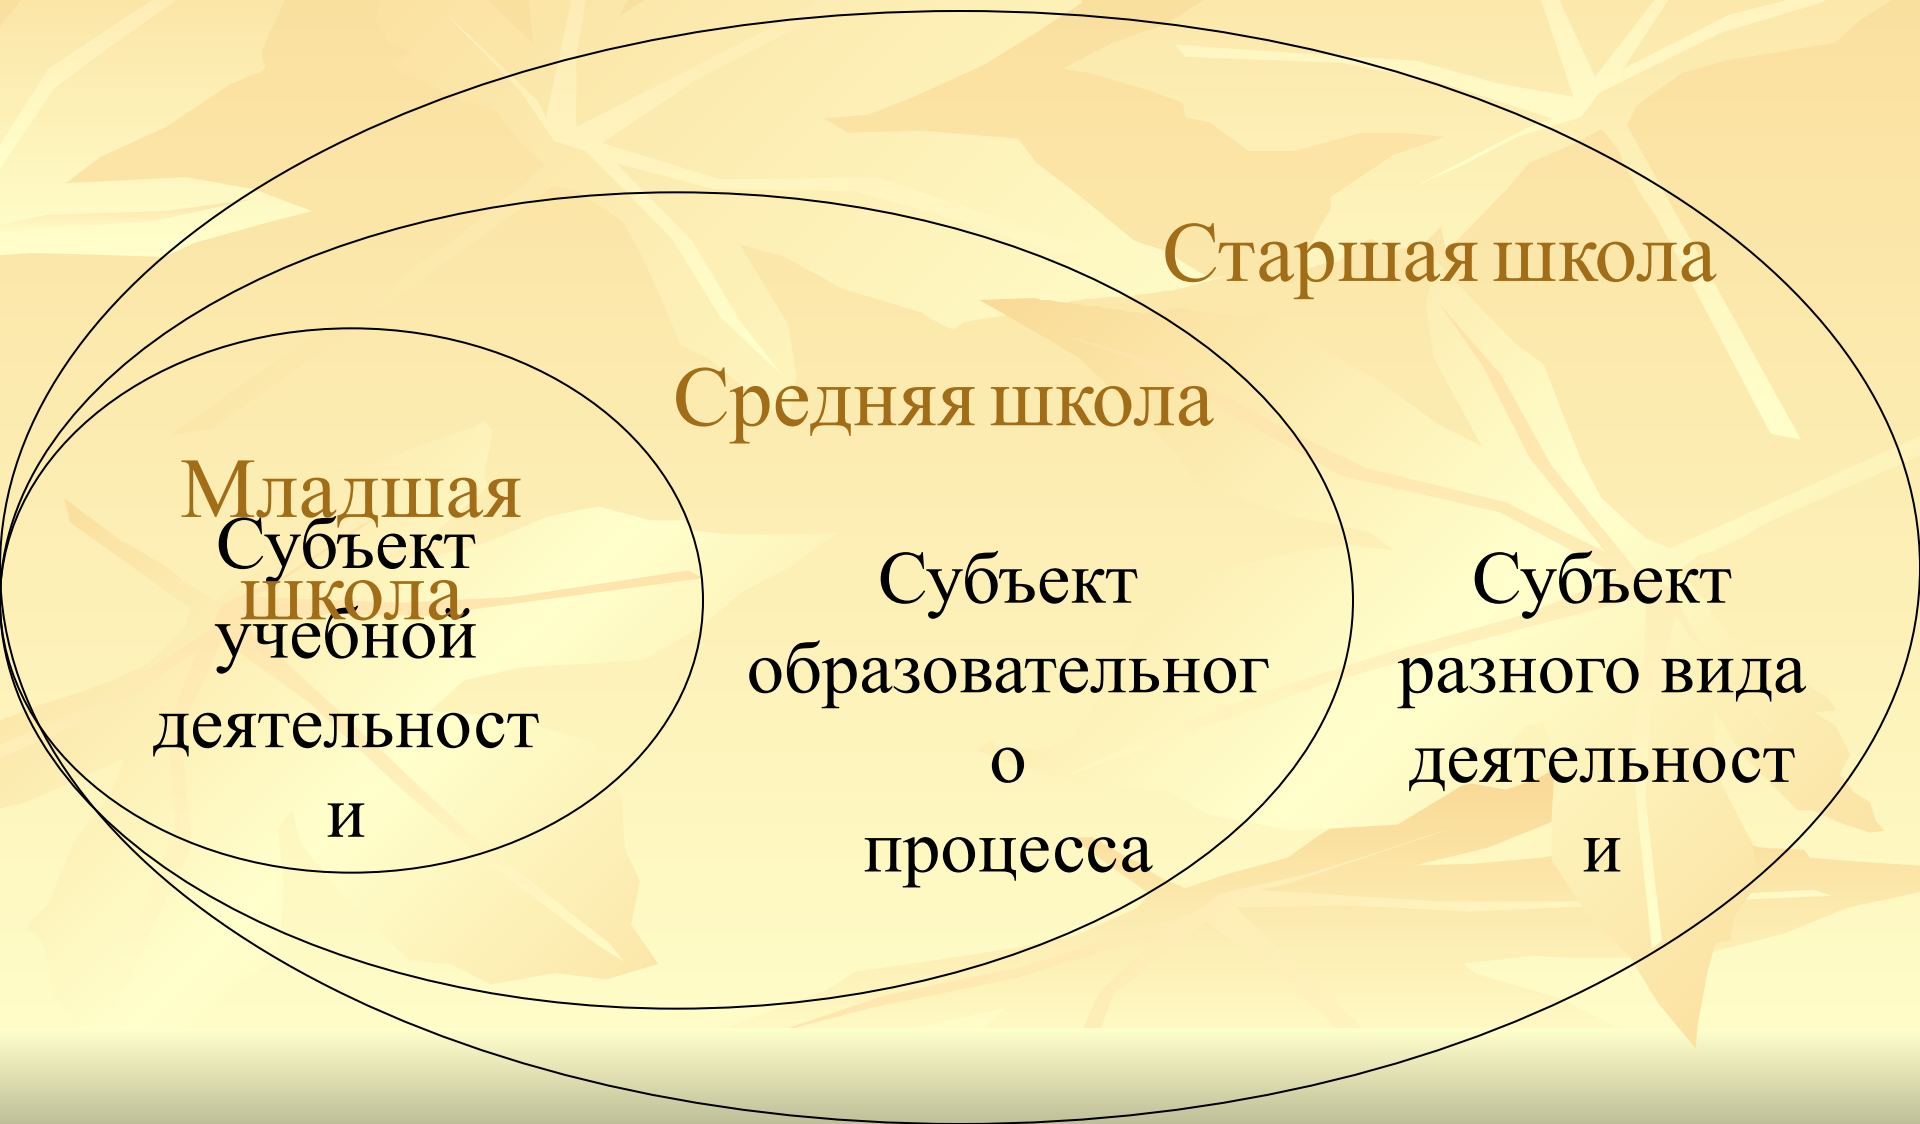 Старшая школа
Средняя школа
Младшая
школа
Субъект
учебной
деятельност
и
Субъект
образовательног
о
процесса
Субъект
разного вида
деятельност
и